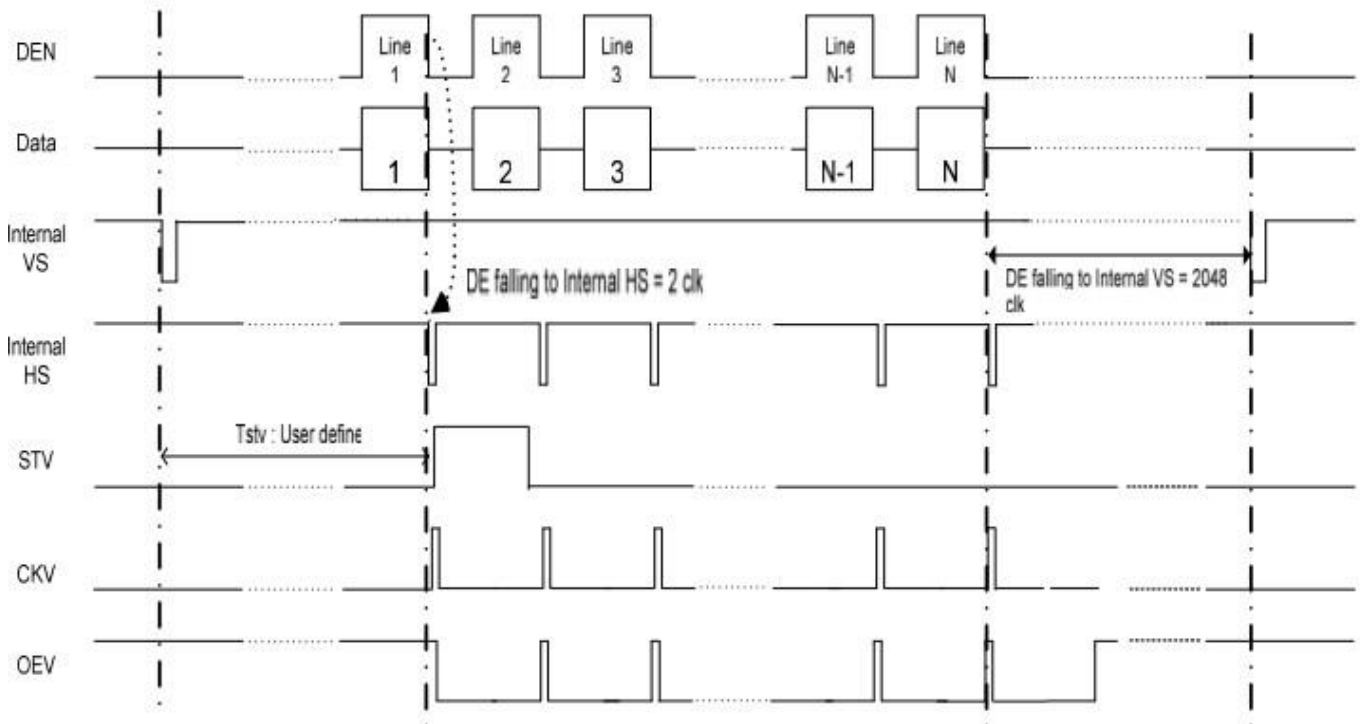 DEN
Line
1
Line
2
Line
3
Line
N-1
Line
N
Data
1
2
3
N-1
N
Internal
VS
DE falling to Internal HS = 2 clk
DE falling to Internal VS = 2048
clk
Internal
HS
Tstv : User define
STV
CKV
OEV